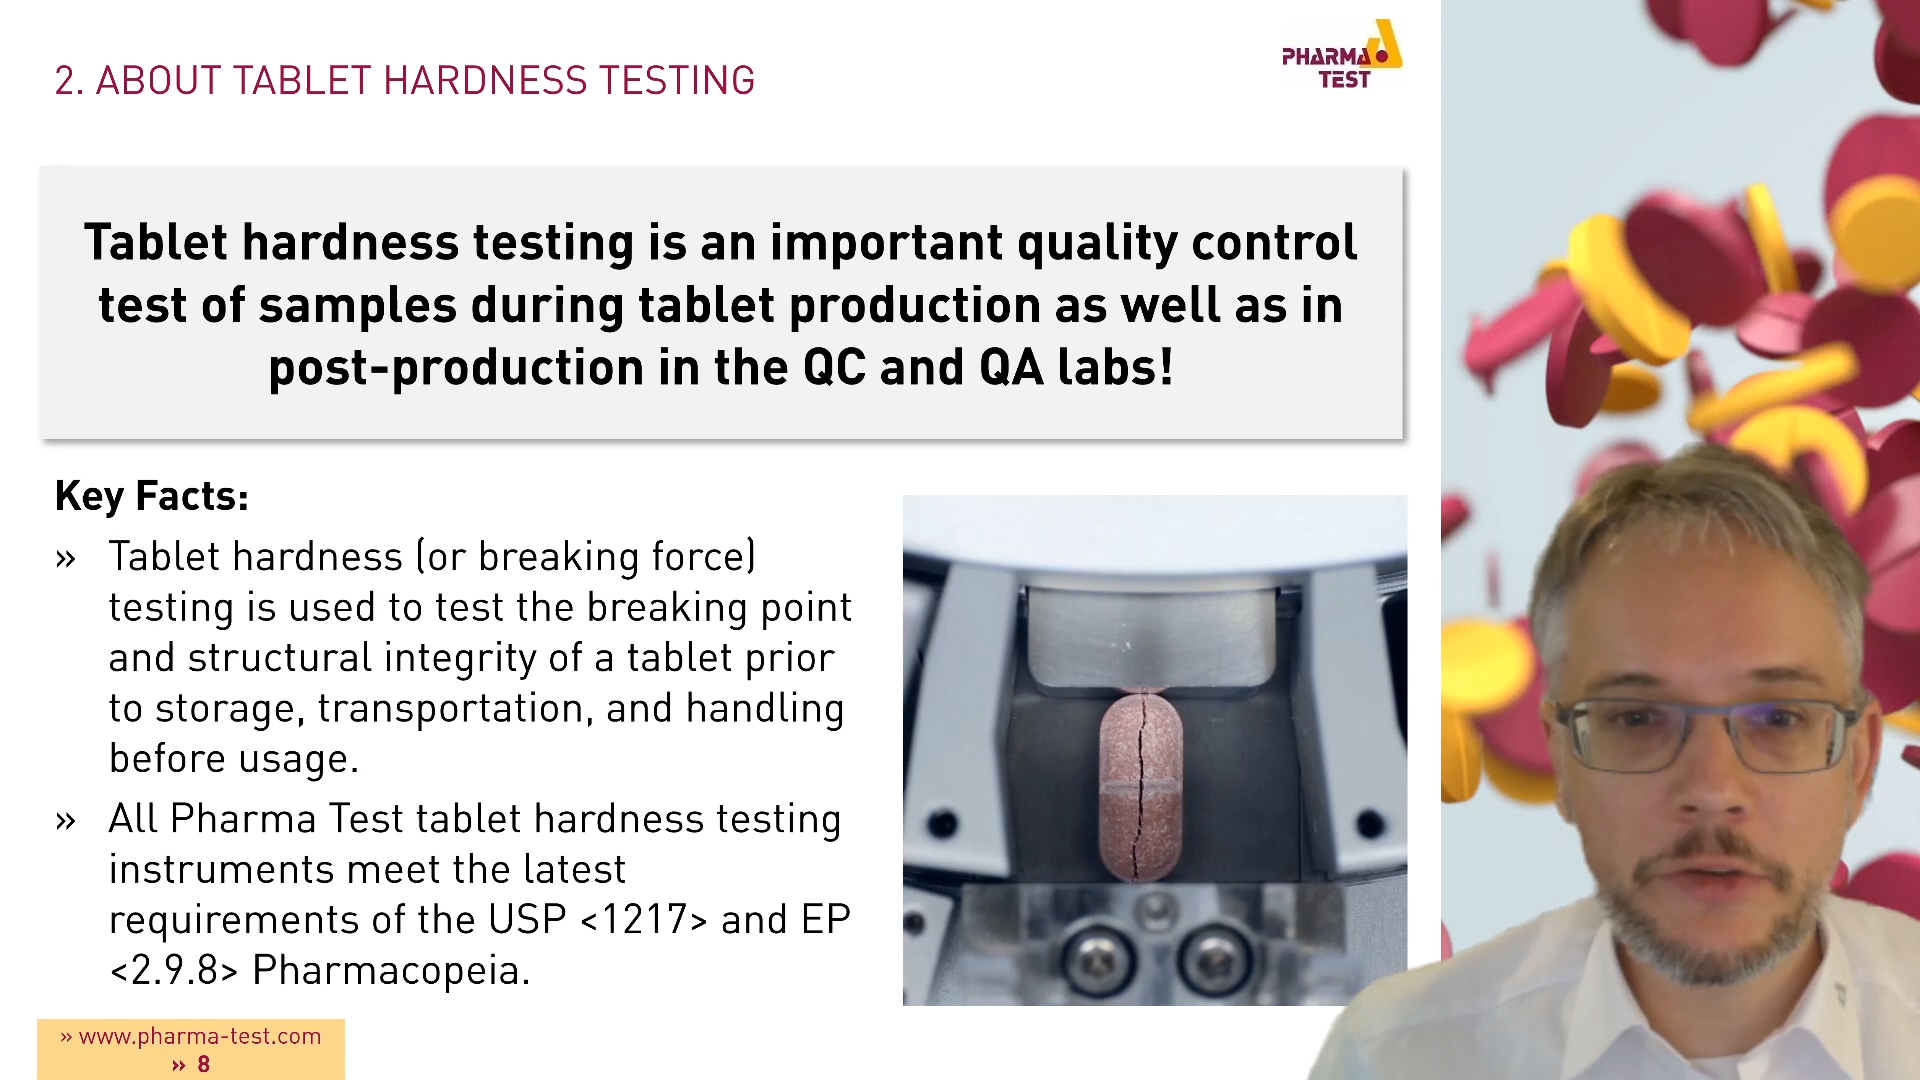 2. ABOUT TABLET HARDNESS TESTING
PHARMA
TEST
Tablet hardness testing is an important quality control
test of samples during tablet production as well as in
post-production in the QC and QA labs!
Key Facts:
» Tablet hardness (or breaking force)
testing is used to test the breaking point
and structural integrity of a tablet prior
to storage, transportation, and handling
before usage.
» All Pharma Test tablet hardness testing
instruments meet the latest
requirements of the USP <1217> and EP
<2.9.8> Pharmacopeia.
» www.pharma-test.com
» 8